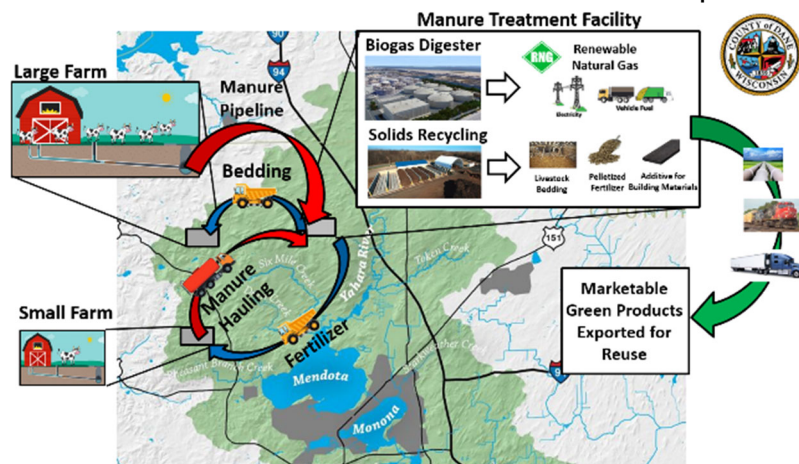 Manure Treatment Facility
Biogas Digester
RNG
Renewable
Natural Gas
Electricity
Vehicle Fuel
Solids Recycling
Livestock
Bedding
Pelletized
Fertilizer
Additive for
Building Materials
COUNTY OF DANE
WISCONSIN
90
94
Large Farm
Manure
Pipeline
Bedding
Six Mile Creek
Manure
Hauling
Yahara River
Token Creek
151
Fertilizer
Small Farm
Pheasant Branch Creek
Mendota
Monona
Marketable
Green Products
Exported for
Reuse